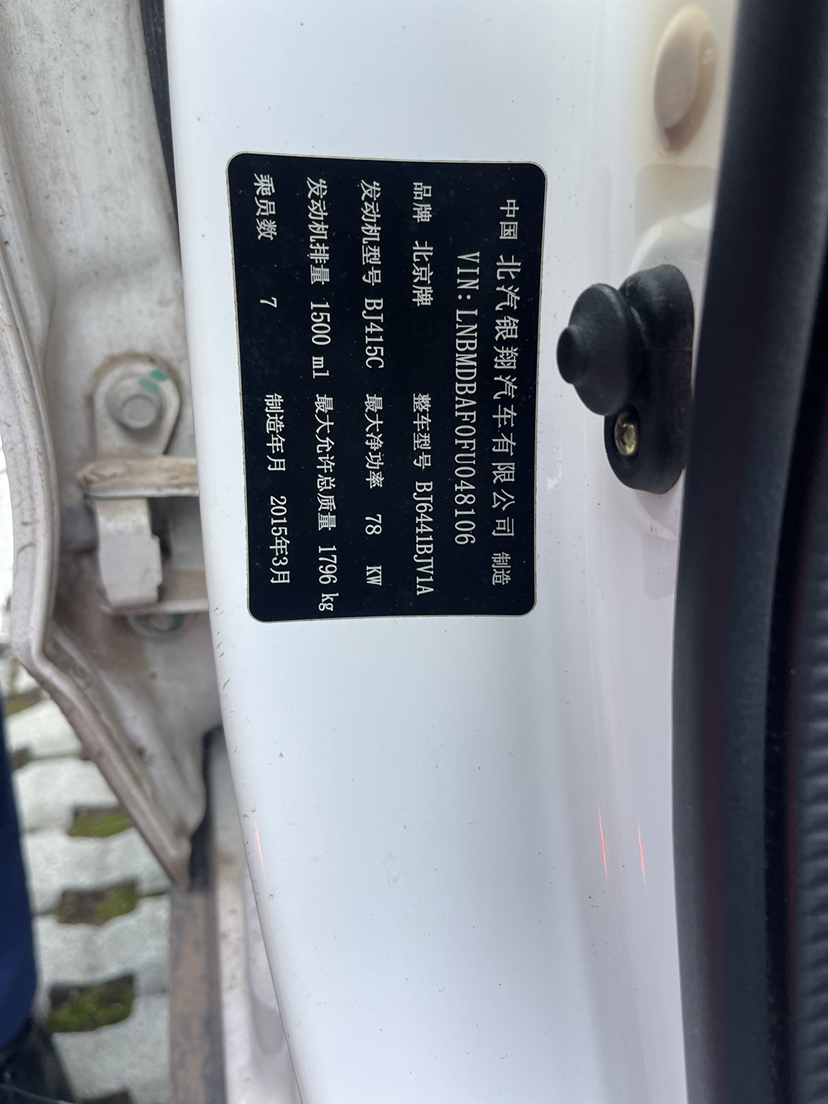 中国 北汽银翔汽车有限公司 制造
VIN:LNBMDBAF0FU048106
品牌 北京牌 整车型号 BJ6441BJV1A
发动机型号 BJ415C 最大净功率 78 KW
发动机排量 1500 ml 最大允许总质量 1796 kg
乘员数 7 制造年月 2015年3月